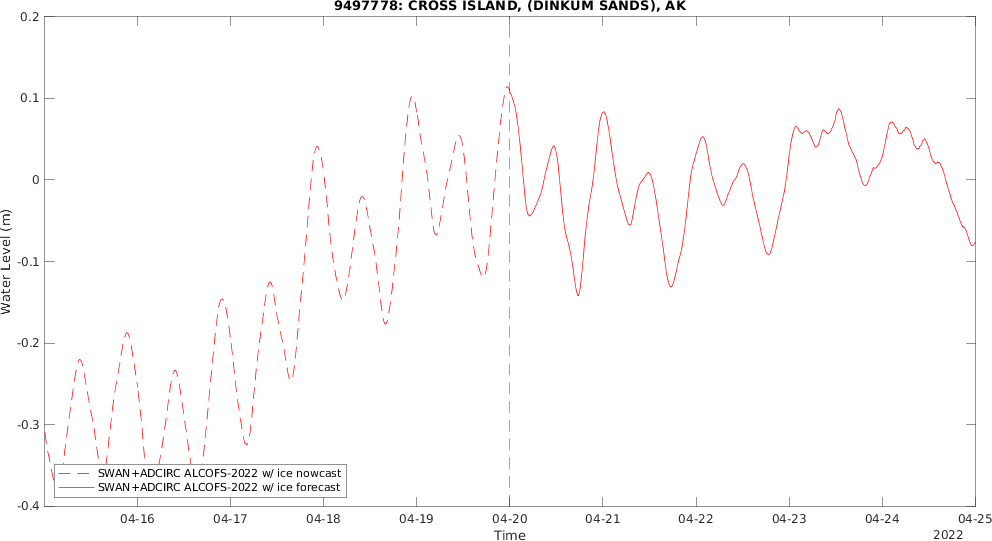 9497778: CROSS ISLAND, (DINKUM SANDS), AK
0.2
0.1
0
-0.1
-0.2
-0.3
-0.4
Water Level (m)
SWAN+ADCIRC ALCOFS-2022 w/ ice nowcast
SWAN+ADCIRC ALCOFS-2022 w/ ice forecast
04-16 04-17 04-18 04-19 04-20 04-21 04-22 04-23 04-24 04-25
Time
2022